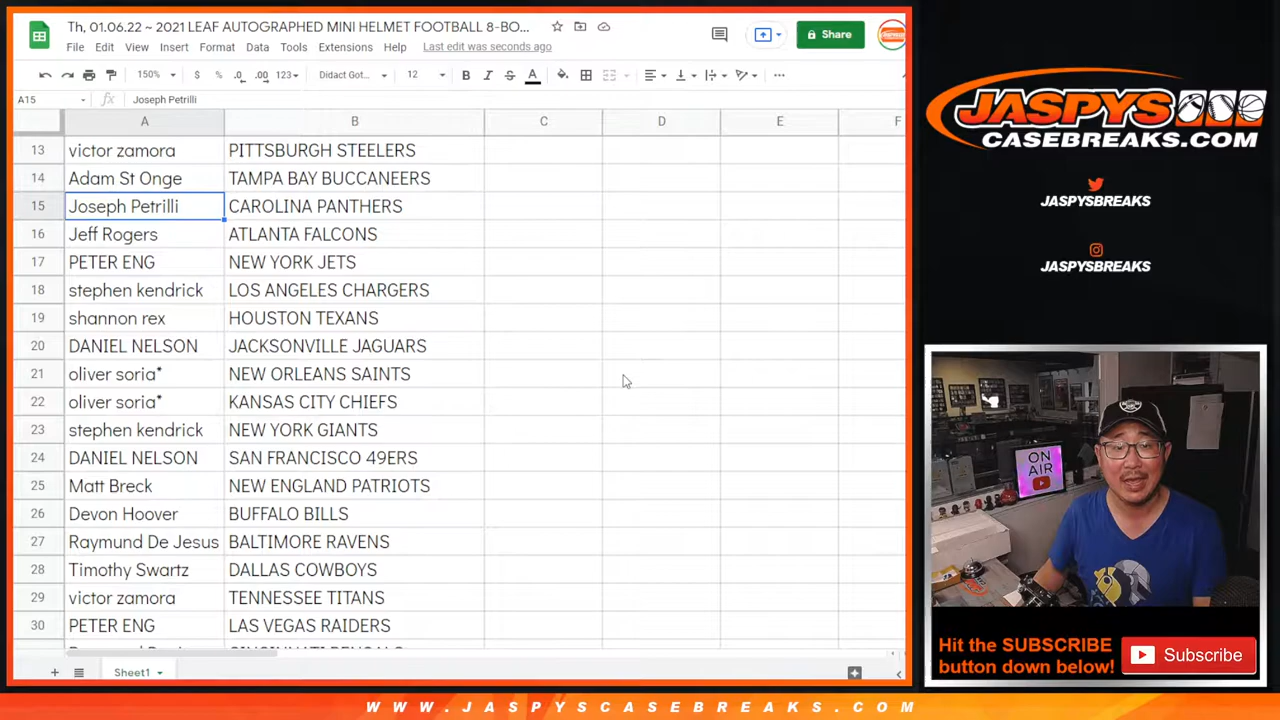 Th, 01.06.22 ~ 2021 LEAF AUTOGRAPHED MINI HELMET FOOTBALL 8-BO...
File Edit View Insert Format Data Tools Extensions Help Last edit was seconds ago
Share
150% $ % .0 .00 123 Didact Got... 12 B I S A
A15 fx Joseph Petrilli
A B C D E F
13 victor zamora PITTSBURGH STEELERS
14 Adam St Onge TAMPA BAY BUCCANEERS
15 Joseph Petrilli CAROLINA PANTHERS
16 Jeff Rogers ATLANTA FALCONS
17 PETER ENG NEW YORK JETS
18 stephen kendrick LOS ANGELES CHARGERS
19 shannon rex HOUSTON TEXANS
20 DANIEL NELSON JACKSONVILLE JAGUARS
21 oliver soria* NEW ORLEANS SAINTS
22 oliver soria* KANSAS CITY CHIEFS
23 stephen kendrick NEW YORK GIANTS
24 DANIEL NELSON SAN FRANCISCO 49ERS
25 Matt Breck NEW ENGLAND PATRIOTS
26 Devon Hoover BUFFALO BILLS
27 Raymund De Jesus BALTIMORE RAVENS
28 Timothy Swartz DALLAS COWBOYS
29 victor zamora TENNESSEE TITANS
30 PETER ENG LAS VEGAS RAIDERS
Sheet1
JASPYS
CASEBREAKS.COM
JASPYSBREAKS
JASPYSBREAKS
ON AIR
Hit the SUBSCRIBE
button down below!
Subscribe
WWW.JASPYSCASEBREAKS.COM